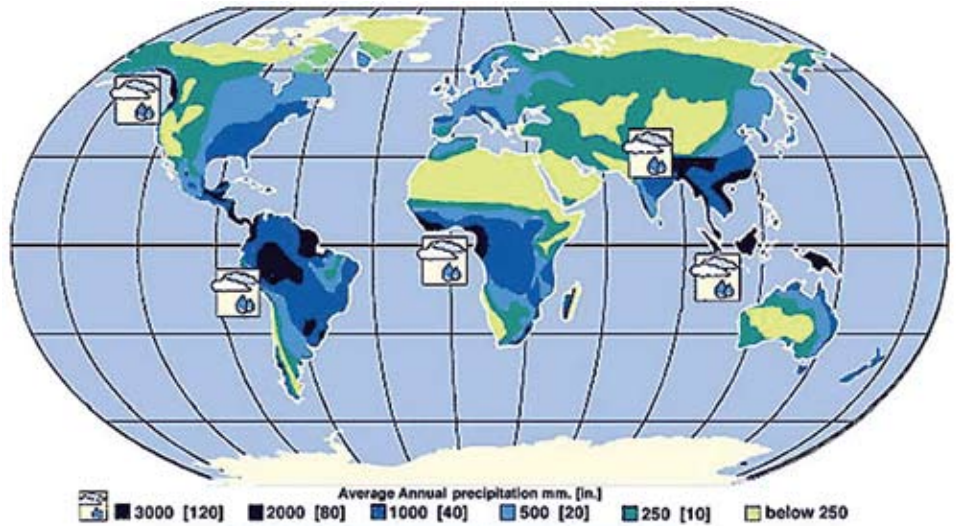 Average Annual precipitation mm. [in.]
3000 [120] 2000 [80] 1000 [40] 500 [20] 250 [10] below 250